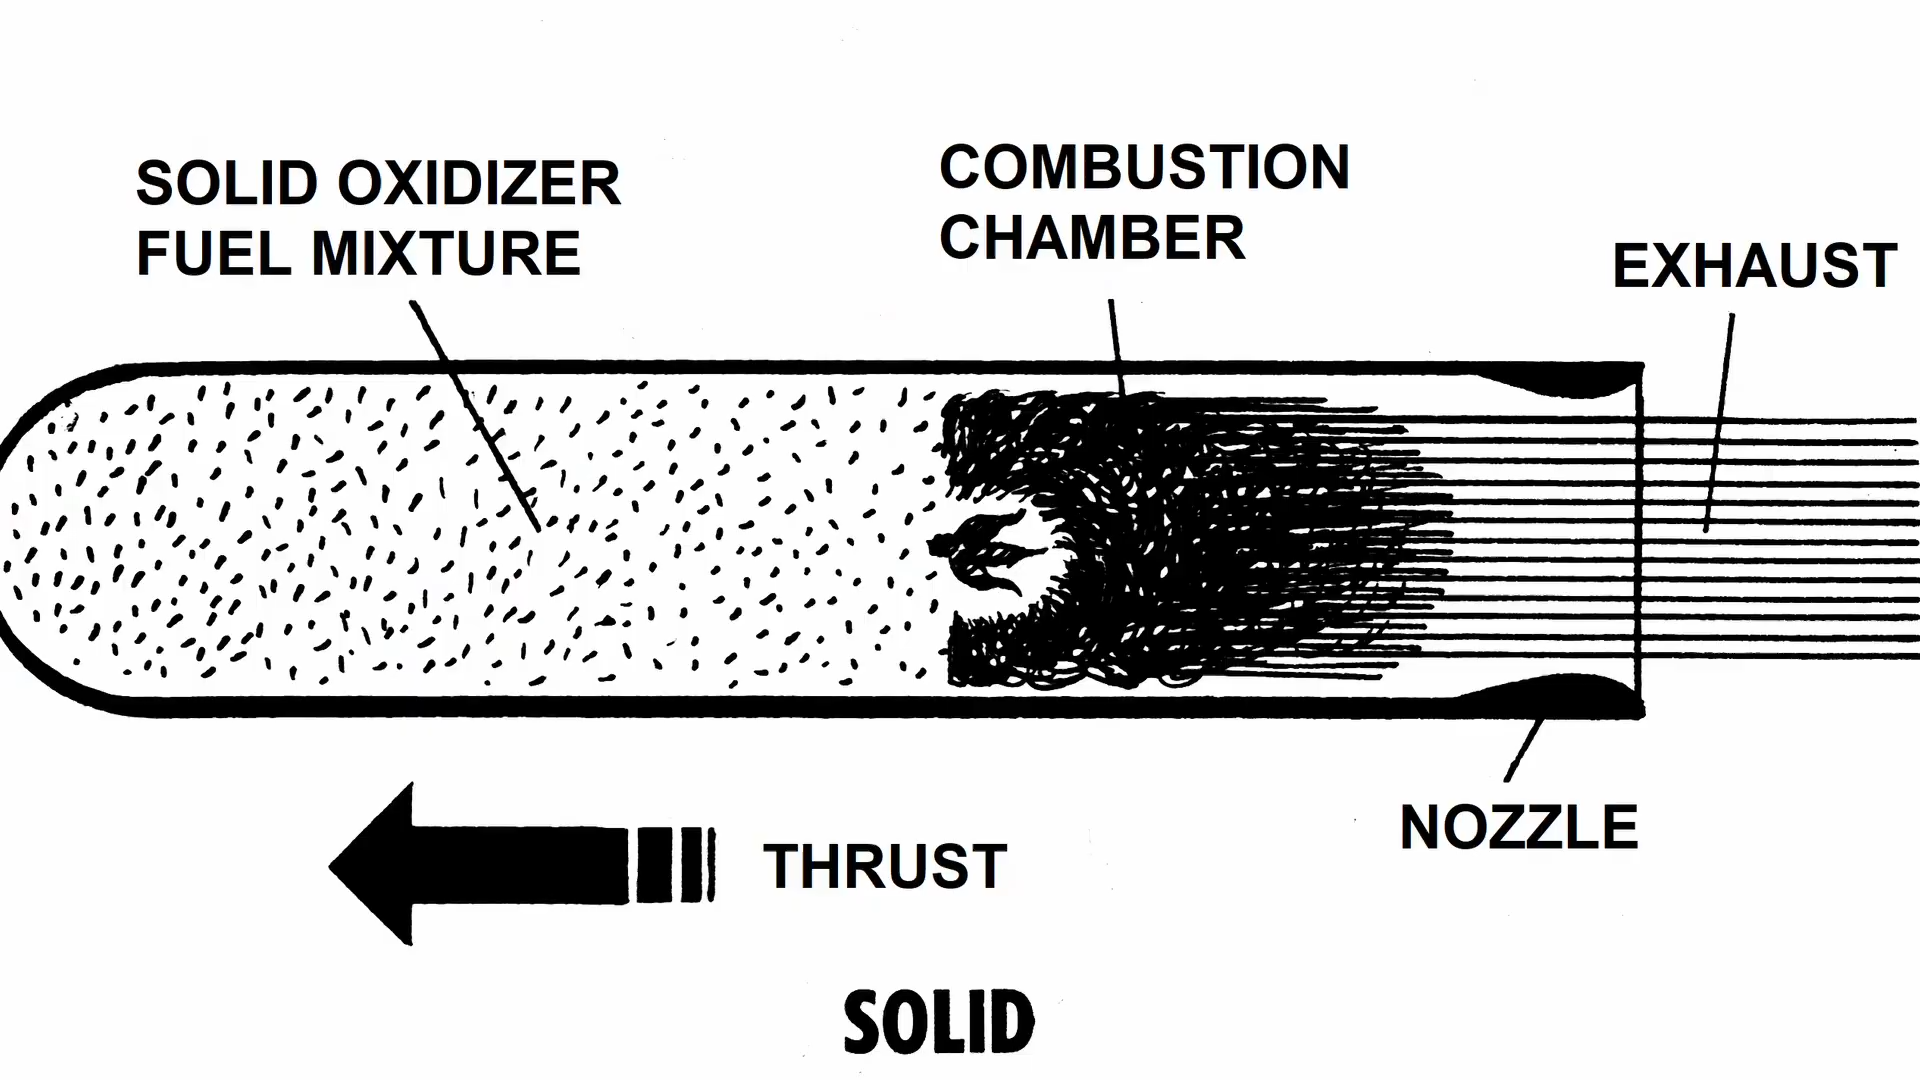 SOLID OXIDIZER
FUEL MIXTURE
COMBUSTION
CHAMBER
EXHAUST
NOZZLE
THRUST
SOLID